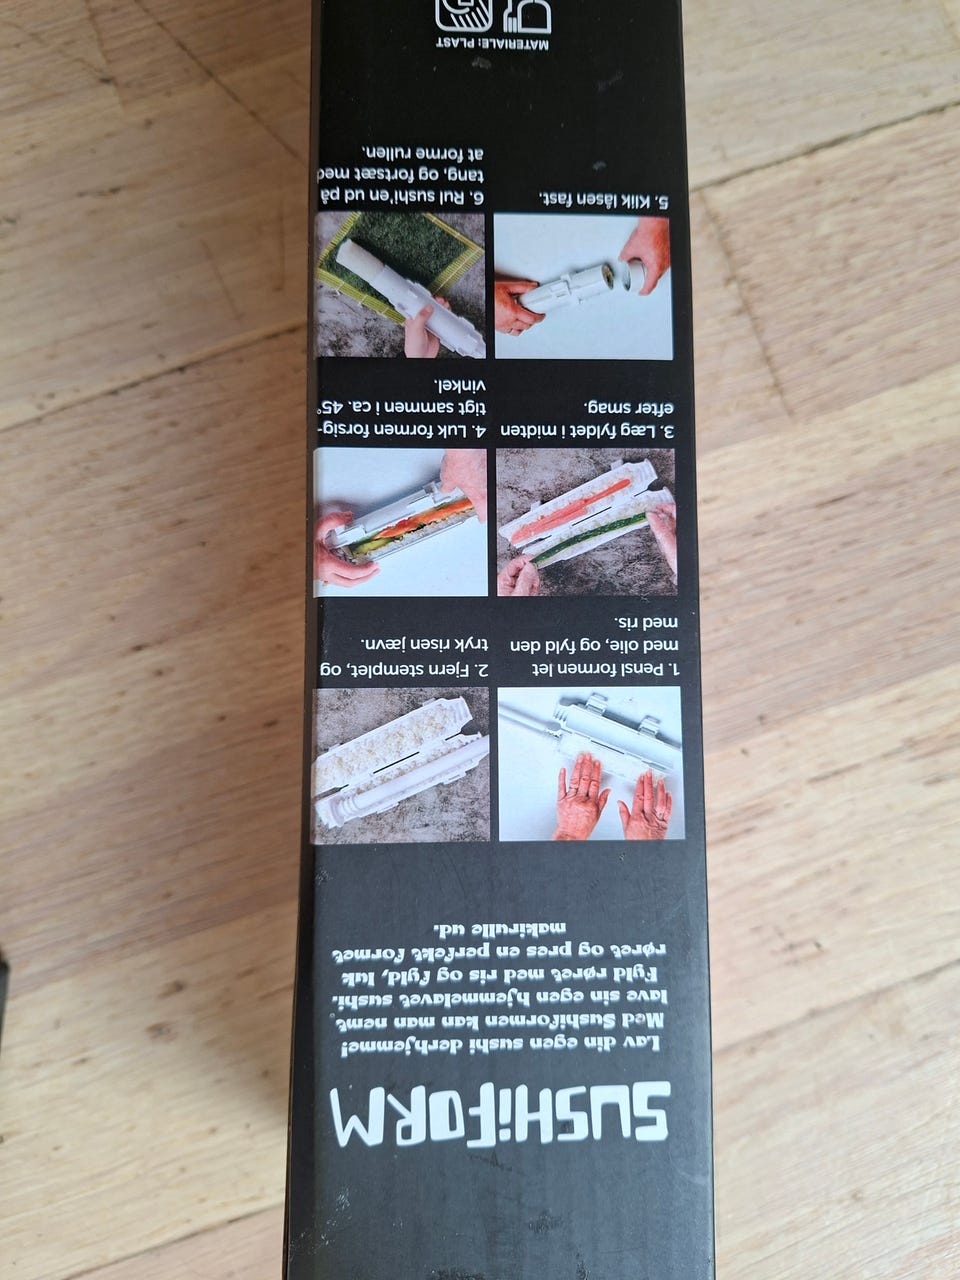 SUSHIFORM
Lav din egen sushi derhjemme!
Med Sushiformen kan man nemt
lave sin egen hjemmelavet sushi.
Fyld røret med ris og fyld, luk
røret og pres en perfekt formet
makirulle ud.
1. Pensl formen let
med olie, og fyld den
med ris.
2. Fjern stemplet, og
tryk risen jævn.
3. Læg fyldet i midten
efter smag.
4. Luk formen forsig-
tigt sammen i ca. 45°
vinkel.
5. Klik låsen fast.
6. Rul sushi'en ud på
tang, og fortsæt med
at forme rullen.
MATERIALE: PLAST